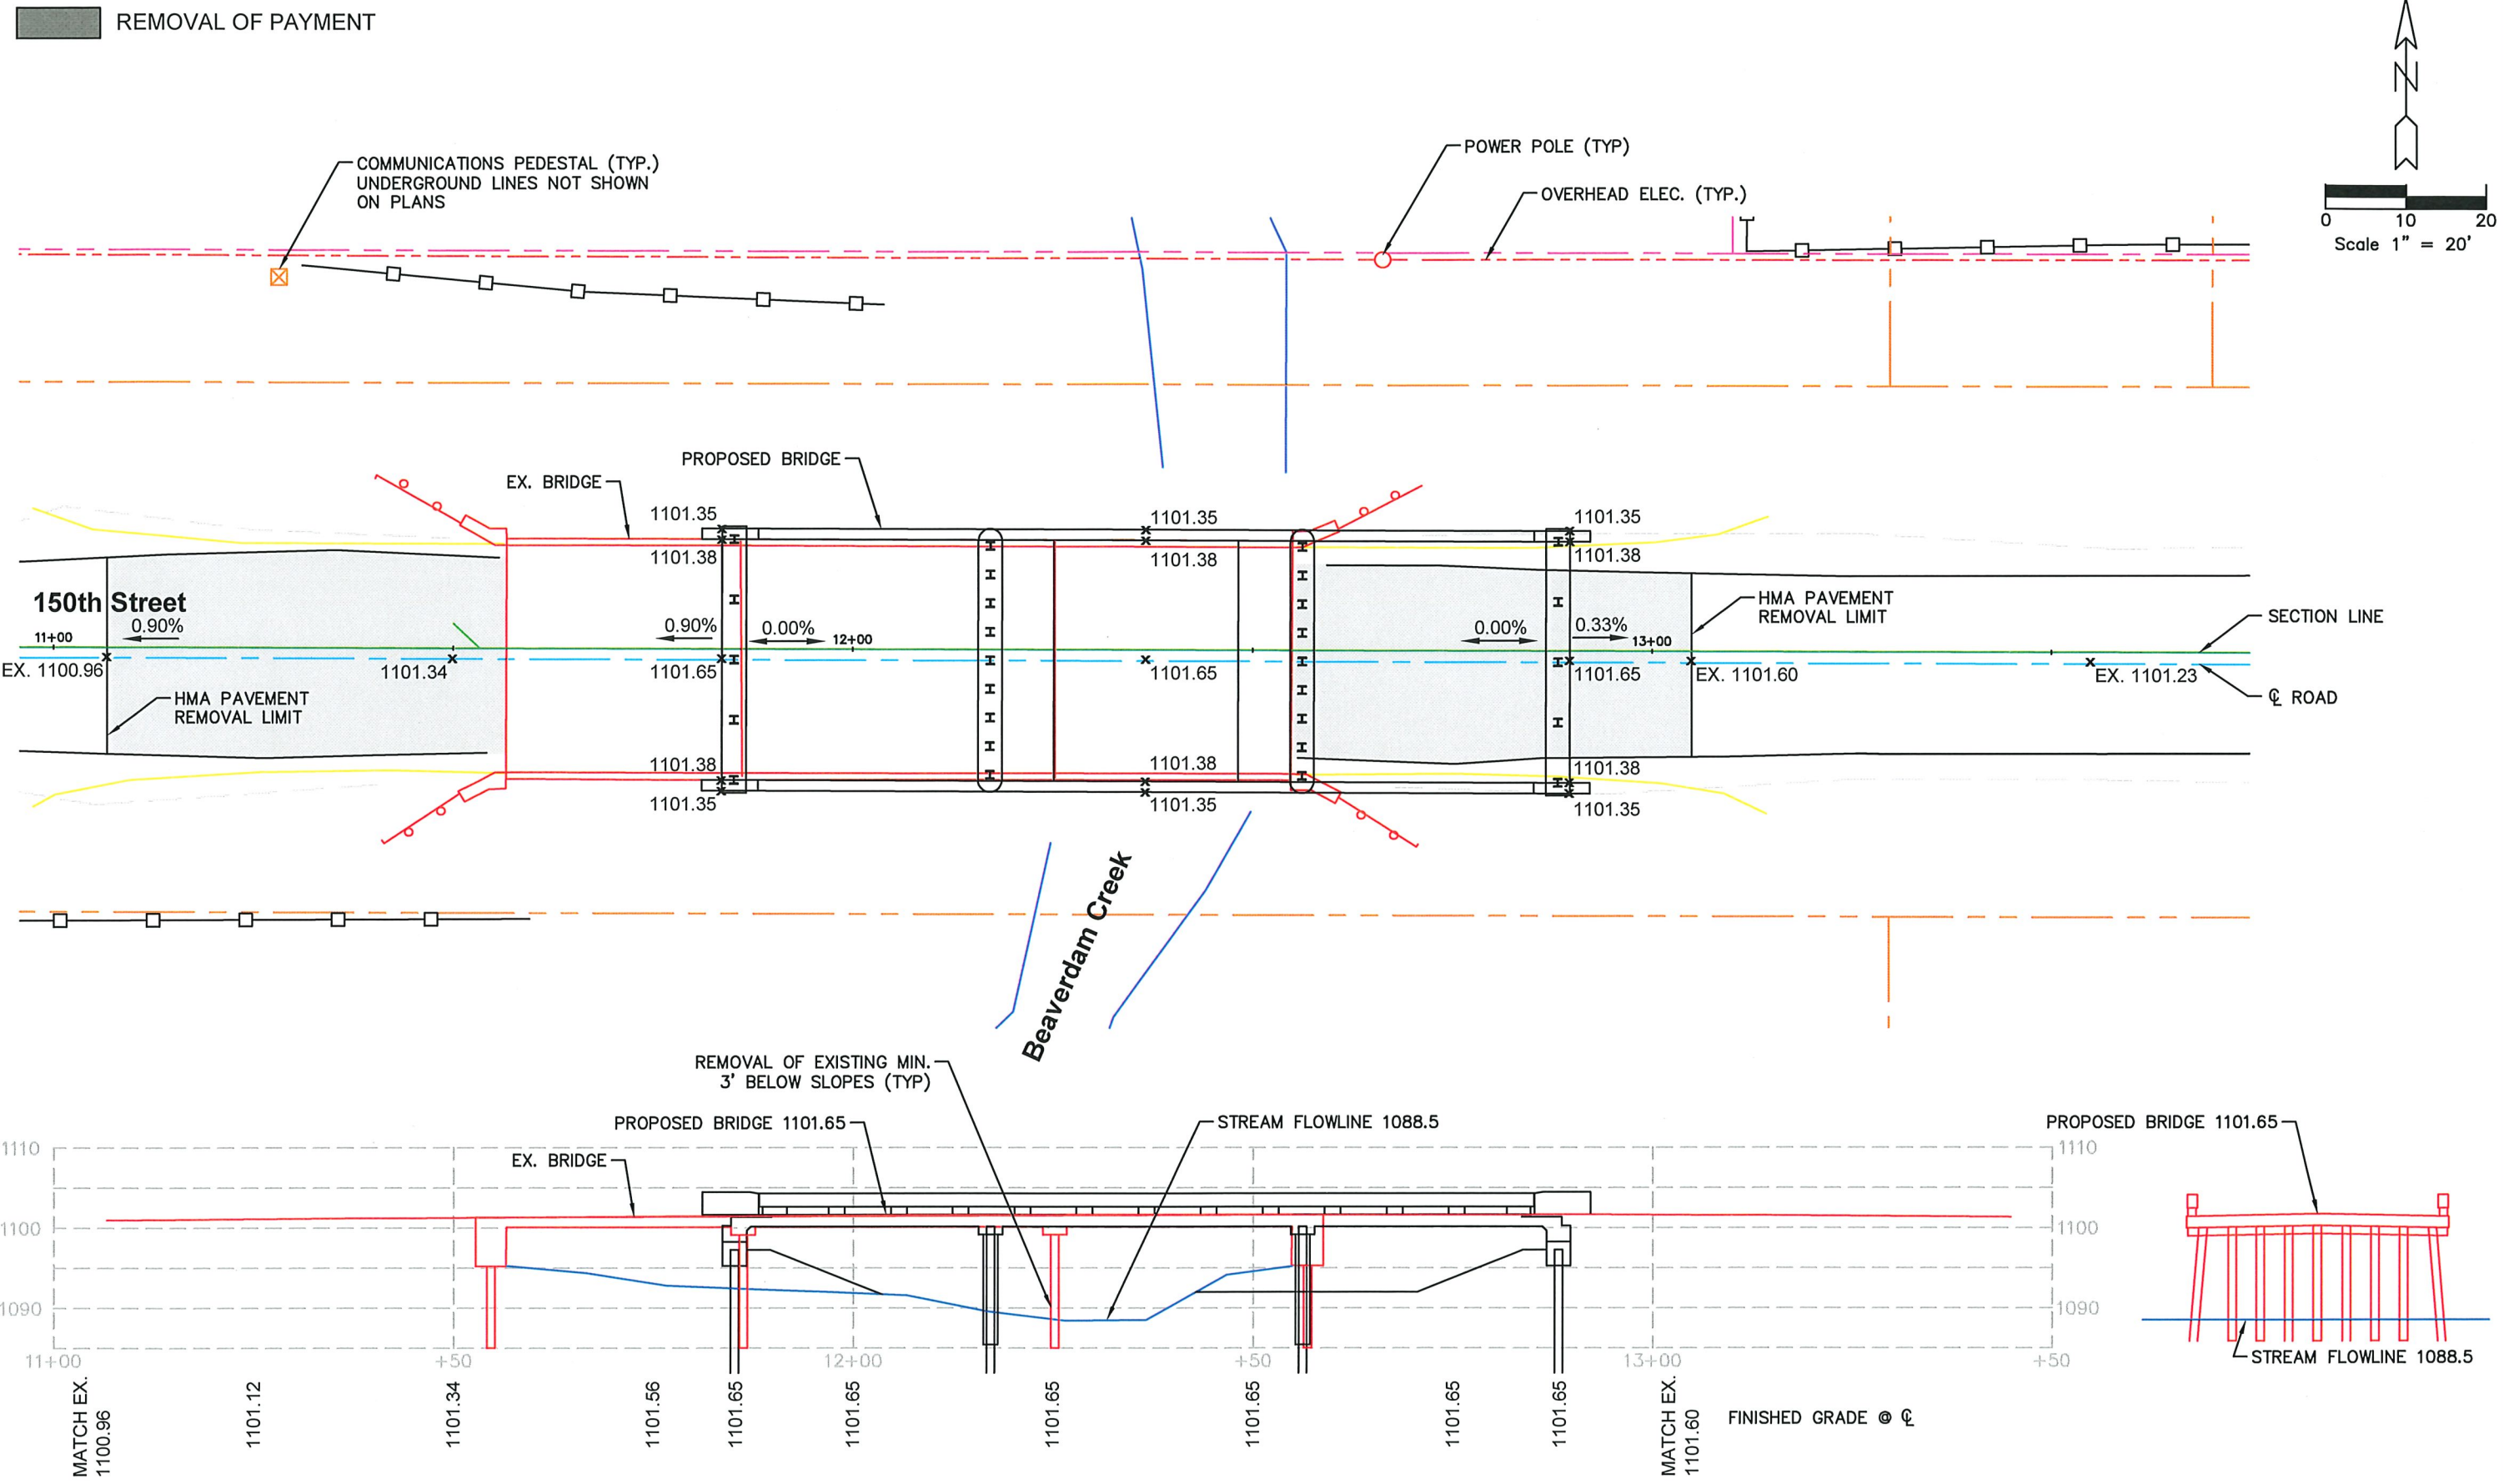 REMOVAL OF PAYMENT
N
0 10 20
Scale 1" = 20'
COMMUNICATIONS PEDESTAL (TYP.)
UNDERGROUND LINES NOT SHOWN
ON PLANS
POWER POLE (TYP)
OVERHEAD ELEC. (TYP.)
PROPOSED BRIDGE
EX. BRIDGE
1101.35
1101.35
1101.35
1101.38
1101.38
1101.38
150th Street
HMA PAVEMENT
REMOVAL LIMIT
SECTION LINE
11+00
0.90%
0.90%
0.00%
12+00
0.00%
0.33%
13+00
EX. 1100.96
1101.34
1101.65
1101.65
1101.65
EX. 1101.60
EX. 1101.23
HMA PAVEMENT
REMOVAL LIMIT
℄ ROAD
1101.38
1101.38
1101.38
1101.35
1101.35
1101.35
Beaverdam Creek
REMOVAL OF EXISTING MIN.
3' BELOW SLOPES (TYP)
PROPOSED BRIDGE 1101.65
STREAM FLOWLINE 1088.5
PROPOSED BRIDGE 1101.65
EX. BRIDGE
1110
1110
1100
1100
1090
1090
11+00
+50
12+00
+50
13+00
+50
STREAM FLOWLINE 1088.5
MATCH EX.
1100.96
1101.12
1101.34
1101.56
1101.65
1101.65
1101.65
1101.65
1101.65
1101.65
MATCH EX.
1101.60
FINISHED GRADE @ ℄